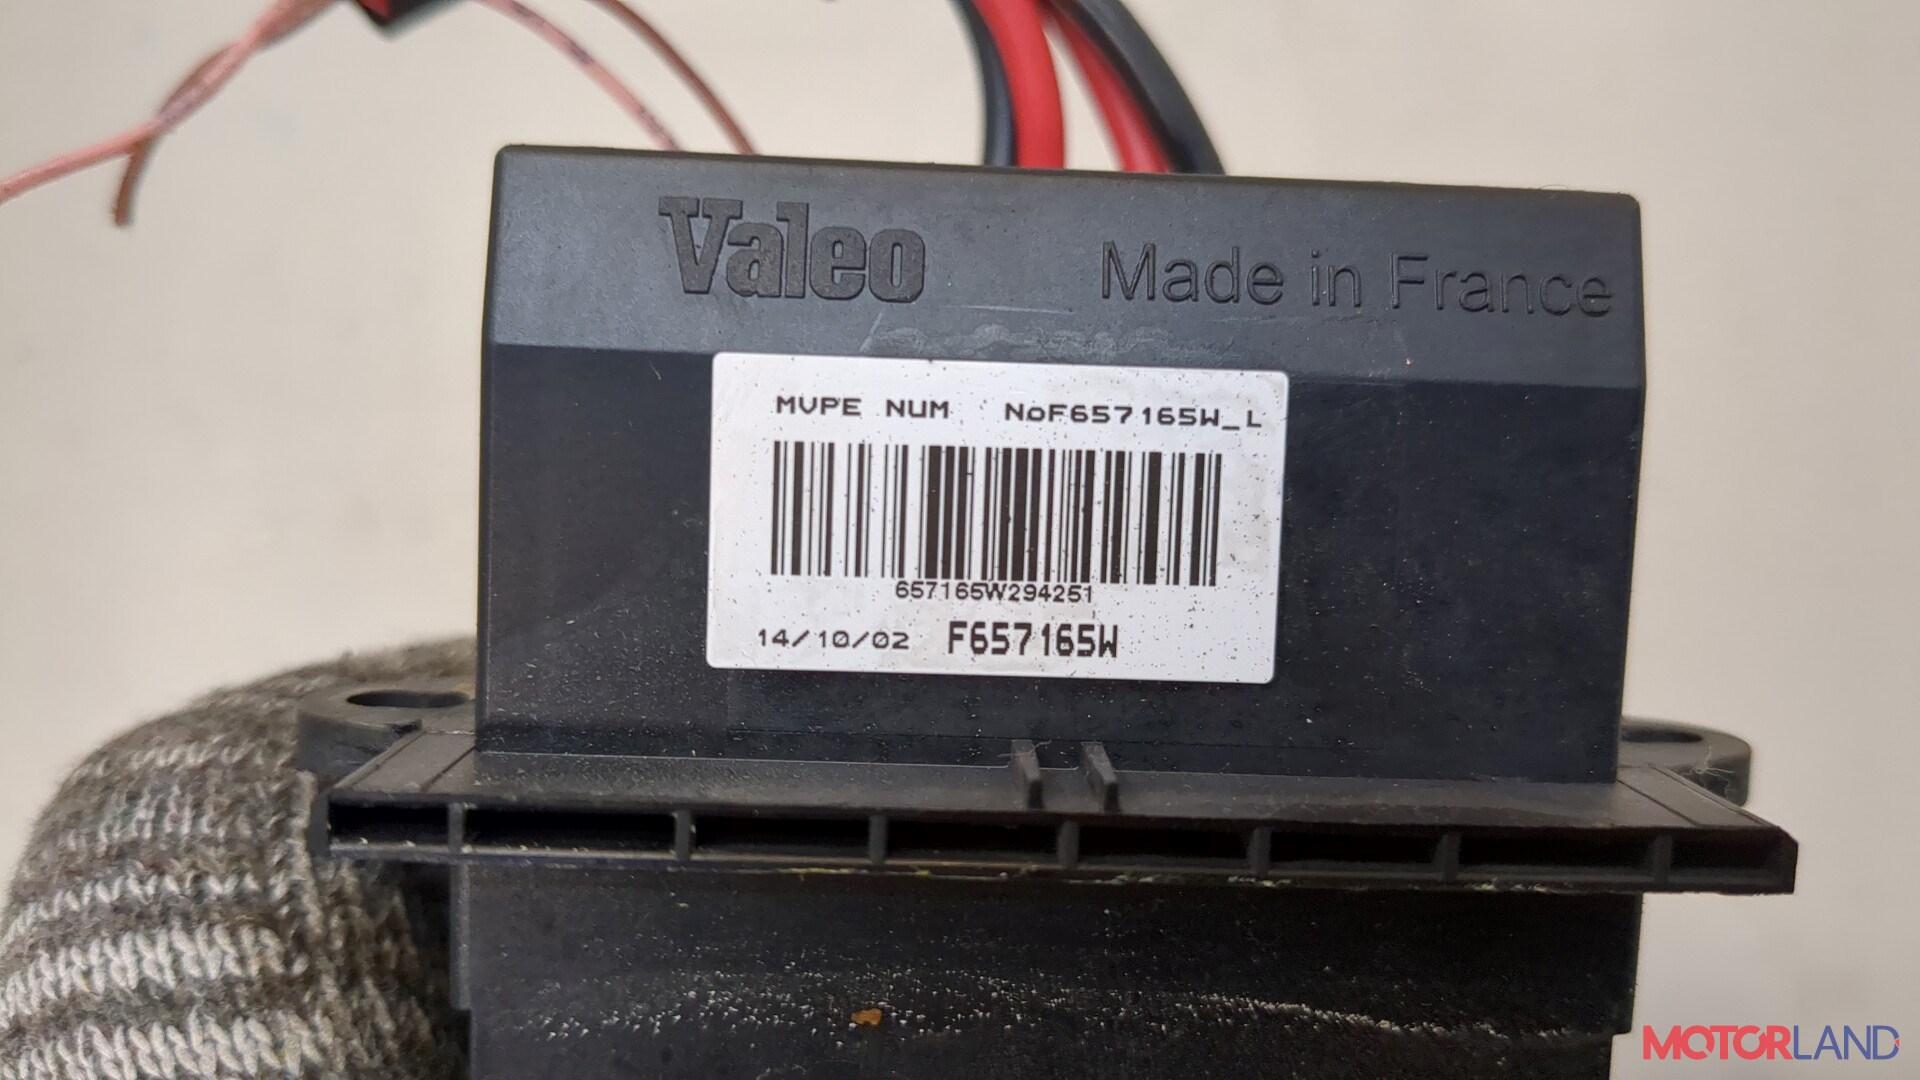 Valeo Made in France
MVPE NUM NoF657165W_L
657165W294251
14/10/02 F657165W
MOTORLAND